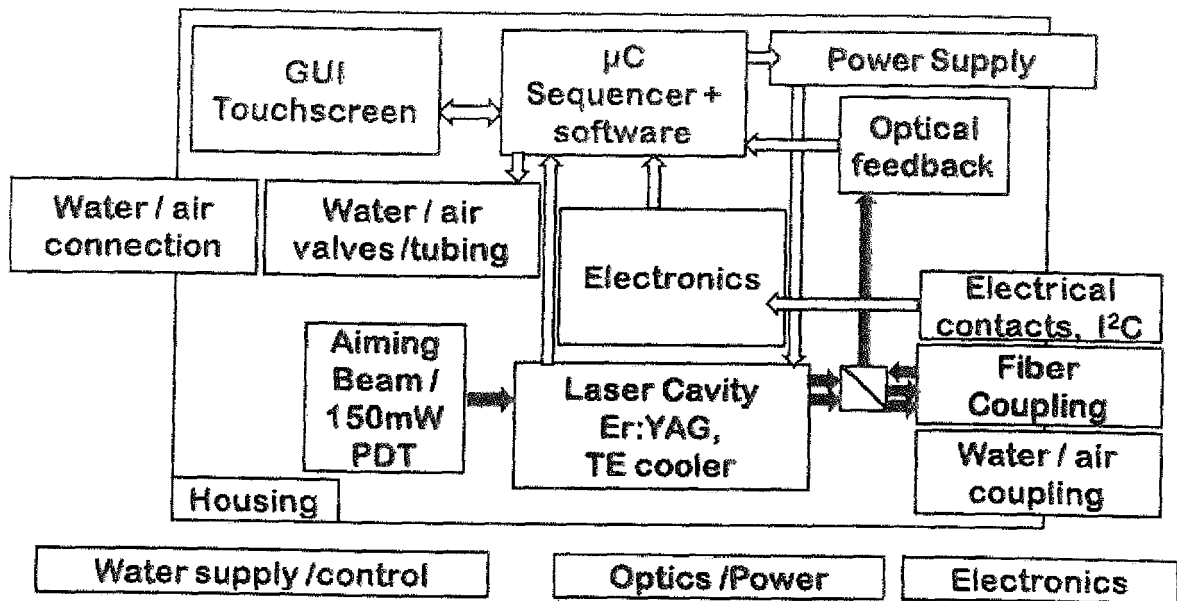 GUI
Touchscreen
µC
Sequencer +
software
Power Supply
Optical
feedback
Water / air
connection
Water / air
valves /tubing
Electronics
Electrical
contacts, I²C
Aiming
Beam /
150mW
PDT
Laser Cavity
Er:YAG,
TE cooler
Fiber
Coupling
Water / air
coupling
Housing
Water supply /control
Optics /Power
Electronics